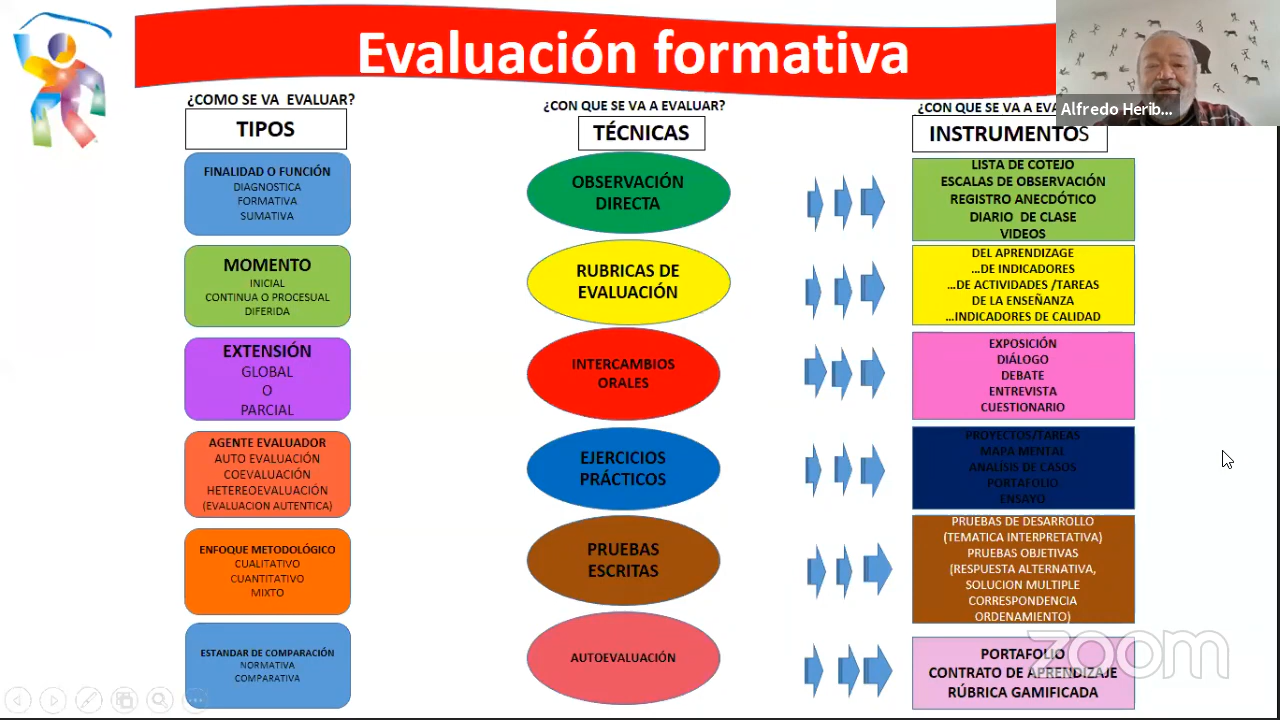 Evaluación formativa
Alfredo Herib...
¿COMO SE VA EVALUAR?
TIPOS
FINALIDAD O FUNCIÓN
DIAGNOSTICA
FORMATIVA
SUMATIVA
MOMENTO
INICIAL
CONTINUA O PROCESUAL
DIFERIDA
EXTENSIÓN
GLOBAL
O
PARCIAL
AGENTE EVALUADOR
AUTO EVALUACIÓN
COEVALUACIÓN
HETEREOEVALUACIÓN
(EVALUACION AUTENTICA)
ENFOQUE METODOLÓGICO
CUALITATIVO
CUANTITATIVO
MIXTO
ESTANDAR DE COMPARACIÓN
NORMATIVA
COMPARATIVA
¿CON QUE SE VA A EVALUAR?
TÉCNICAS
OBSERVACIÓN
DIRECTA
RUBRICAS DE
EVALUACIÓN
INTERCAMBIOS
ORALES
EJERCICIOS
PRÁCTICOS
PRUEBAS
ESCRITAS
AUTOEVALUACIÓN
¿CON QUE SE VA A EVA
INSTRUMENTOS
LISTA DE COTEJO
ESCALAS DE OBSERVACIÓN
REGISTRO ANECDÓTICO
DIARIO DE CLASE
VIDEOS
DEL APRENDIZAGE
...DE INDICADORES
...DE ACTIVIDADES /TAREAS
DE LA ENSEÑANZA
...INDICADORES DE CALIDAD
EXPOSICIÓN
DIÁLOGO
DEBATE
ENTREVISTA
CUESTIONARIO
PROYECTOS/TAREAS
MAPA MENTAL
ANALÍSIS DE CASOS
PORTAFOLIO
ENSAYO
PRUEBAS DE DESARROLLO
(TEMATICA INTERPRETATIVA)
PRUEBAS OBJETIVAS
(RESPUESTA ALTERNATIVA,
SOLUCION MULTIPLE
CORRESPONDENCIA
ORDENAMIENTO)
PORTAFOLIO
CONTRATO DE APRENDIZAJE
RÚBRICA GAMIFICADA
zoom